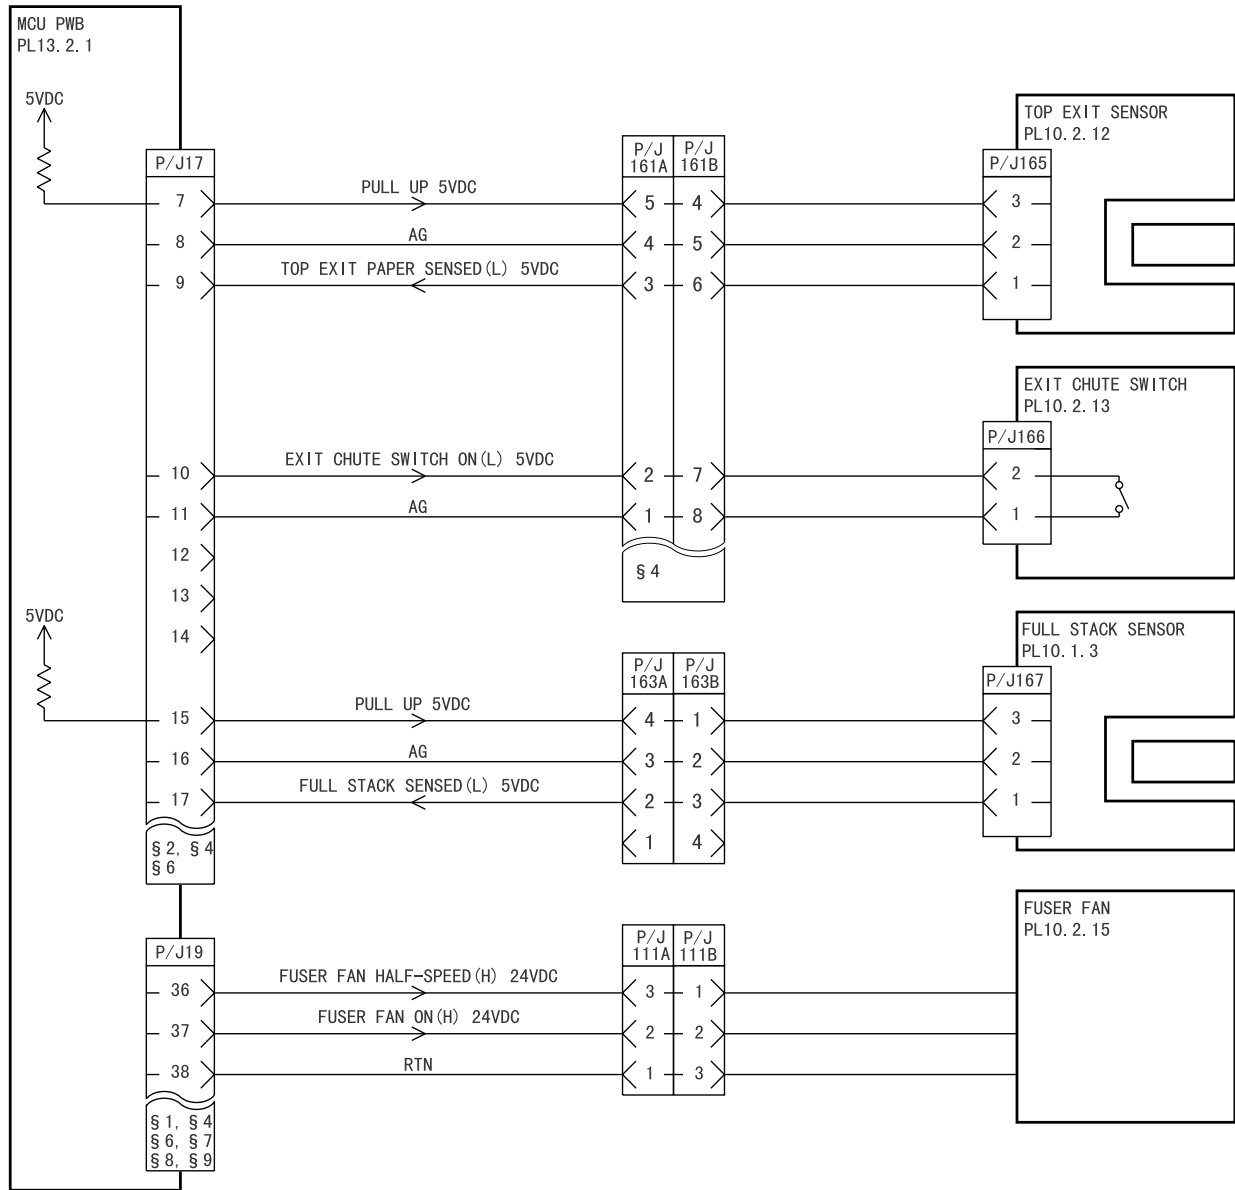 MCU PWB
PL13.2.1
5VDC
P/J17
7
8
9
10
11
12
13
14
15
16
17
§2, §4
§6
5VDC
PULL UP 5VDC
AG
TOP EXIT PAPER SENSED(L) 5VDC
EXIT CHUTE SWITCH ON(L) 5VDC
AG
PULL UP 5VDC
AG
FULL STACK SENSED(L) 5VDC
P/J 161A
P/J 161B
5 4
4 5
3 6
2 7
1 8
§4
P/J 163A
P/J 163B
4 1
3 2
2 3
1 4
TOP EXIT SENSOR
PL10.2.12
P/J165
3
2
1
EXIT CHUTE SWITCH
PL10.2.13
P/J166
2
1
FULL STACK SENSOR
PL10.1.3
P/J167
3
2
1
P/J19
36
37
38
§1, §4
§6, §7
§8, §9
FUSER FAN HALF-SPEED(H) 24VDC
FUSER FAN ON(H) 24VDC
RTN
P/J 111A
P/J 111B
3 1
2 2
1 3
FUSER FAN
PL10.2.15